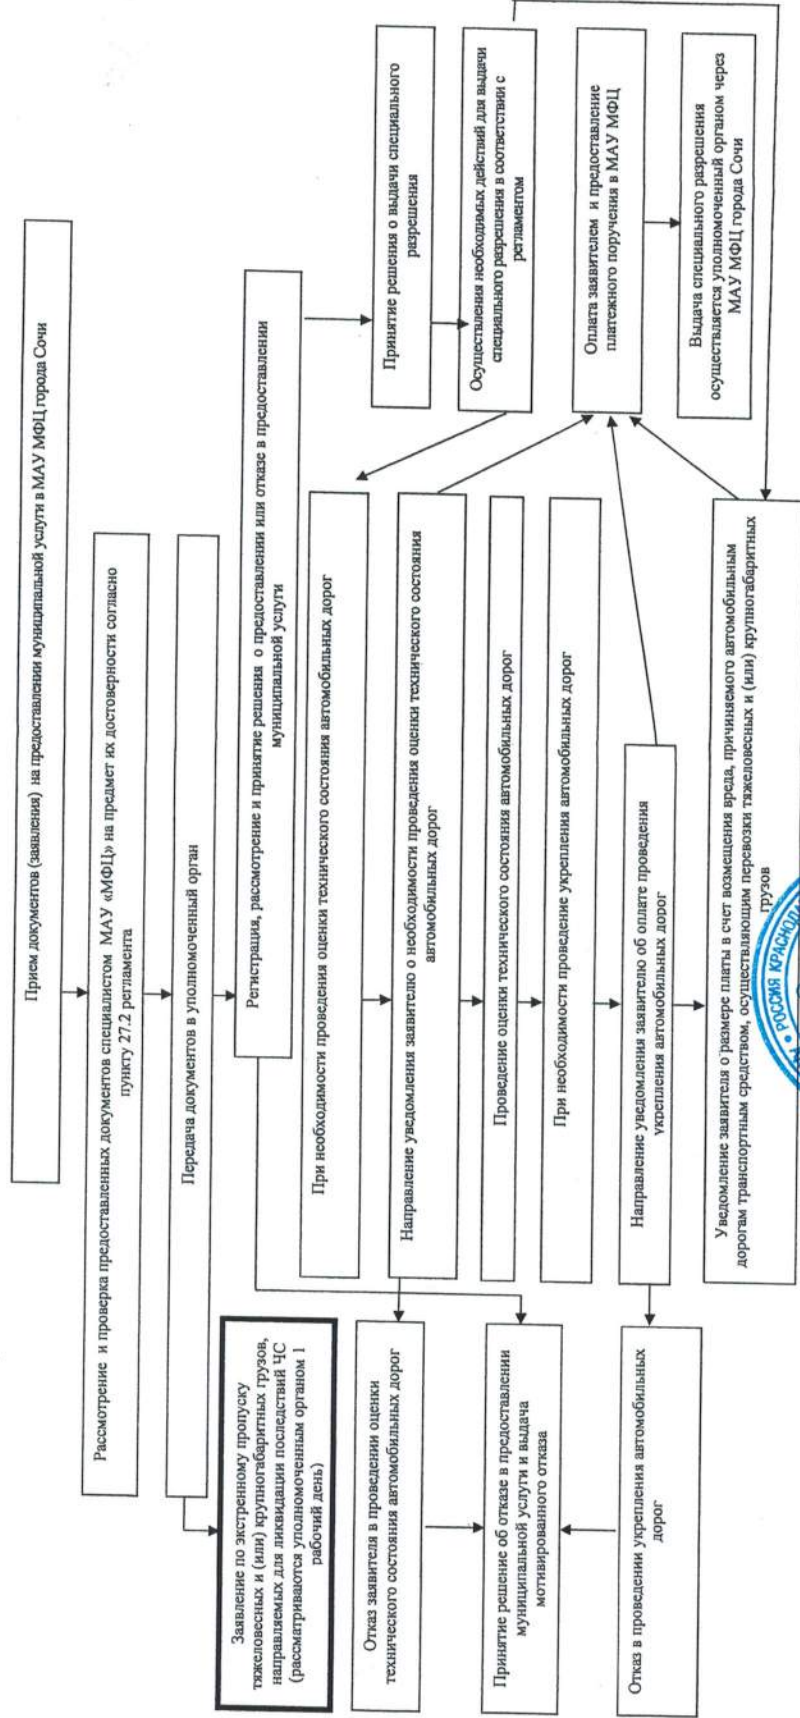 Прием документов (заявления) на предоставлении муниципальной услуги в МАУ МФЦ города Сочи
Рассмотрение и проверка предоставленных документов специалистом МАУ «МФЦ» на предмет их достоверности согласно
пункту 27.2 регламента
Передача документов в уполномоченный орган
Заявление по экстренному пропуску
тяжеловесных и (или) крупногабаритных грузов,
направляемых для ликвидации последствий ЧС
(рассматриваются уполномоченным органом 1
рабочий день)
Регистрация, рассмотрение и принятие решения о предоставлении или отказе в предоставлении
муниципальной услуги
При необходимости проведения оценки технического состояния автомобильных дорог
Принятие решения о выдачи специального
разрешения
Отказ заявителя в проведении оценки
технического состояния автомобильных дорог
Направление уведомления заявителю о необходимости проведения оценки технического состояния
автомобильных дорог
Осуществления необходимых действий для выдачи
специального разрешения в соответствии с
регламентом
Проведение оценки технического состояния автомобильных дорог
Принятие решение об отказе в предоставлении
муниципальной услуги и выдача
мотивированного отказа
При необходимости проведение укрепления автомобильных дорог
Оплата заявителем и предоставление
платежного поручения в МАУ МФЦ
Отказ в проведении укрепления автомобильных
дорог
Направление уведомления заявителю об оплате проведения
укрепления автомобильных дорог
Выдача специального разрешения
осуществляется уполномоченный органом через
МАУ МФЦ города Сочи
Уведомление заявителя о размере платы в счет возмещения вреда, причиняемого автомобильным
дорогам транспортным средством, осуществляющим перевозки тяжеловесных и (или) крупногабаритных
грузов
РОССИЯ